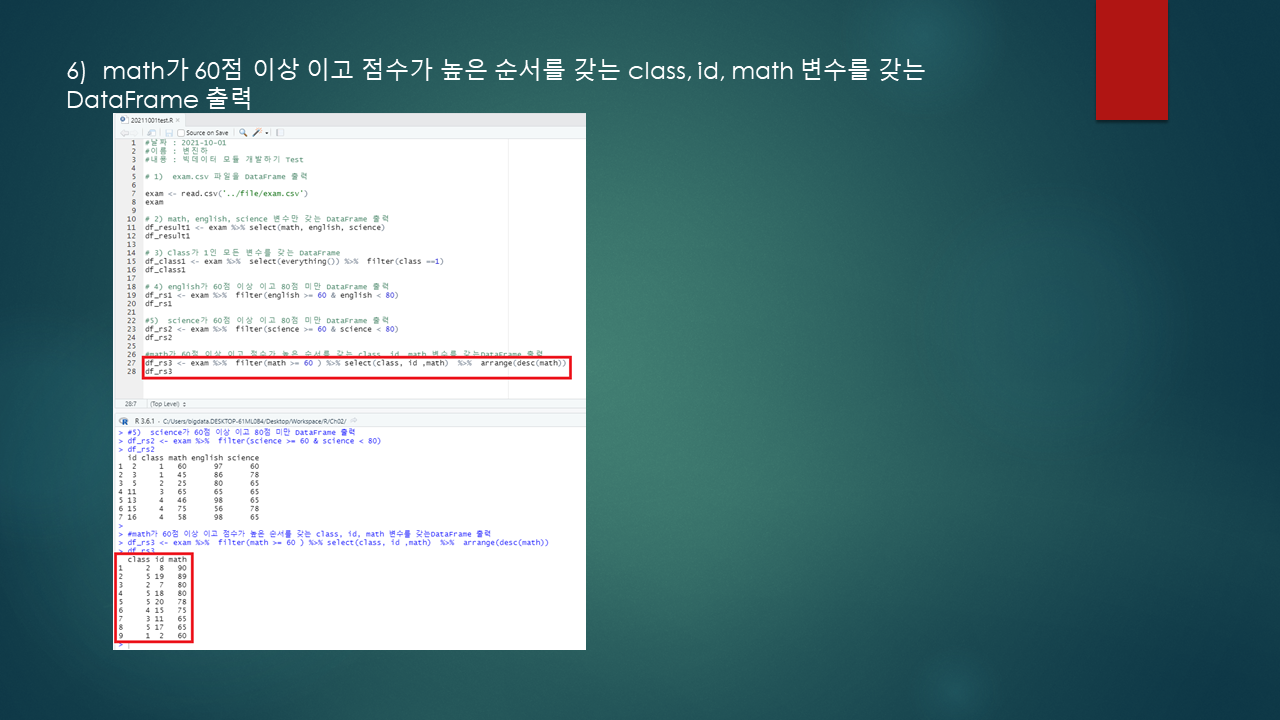 6) math가 60점 이상 이고 점수가 높은 순서를 갖는 class, id, math 변수를 갖는
DataFrame 출력
20211001test.R ×
Source on Save
1 #날짜 : 2021-10-01
2 #이름 : 변진하
3 #내용 : 빅데이터 모듈 개발하기 Test
4
5 # 1)  exam.csv 파일을 DataFrame 출력
6
7 exam <- read.csv('../file/exam.csv')
8 exam
9
10 # 2) math, english, science 변수만 갖는 DataFrame 출력
11 df_result1 <- exam %>% select(math, english, science)
12 df_result1
13
14 # 3) Class가 1인 모든 변수를 갖는 DataFrame
15 df_class1 <- exam %>%  select(everything()) %>%  filter(class ==1)
16 df_class1
17
18 # 4) english가 60점 이상 이고 80점 미만 DataFrame 출력
19 df_rs1 <- exam %>%  filter(english >= 60 & english < 80)
20 df_rs1
21
22 #5)  science가 60점 이상 이고 80점 미만 DataFrame 출력
23 df_rs2 <- exam %>%  filter(science >= 60 & science < 80)
24 df_rs2
25
26 #math가 60점 이상 이고 점수가 높은 순서를 갖는 class, id, math 변수를 갖는DataFrame 출력
27 df_rs3 <- exam %>%  filter(math >= 60 ) %>% select(class, id ,math)  %>%  arrange(desc(math))
28 df_rs3
28:7 (Top Level)
R 3.6.1 · C:/Users/bigdata.DESKTOP-61ML0B4/Desktop/Workspace/R/Ch02/
> #5)  science가 60점 이상 이고 80점 미만 DataFrame 출력
> df_rs2 <- exam %>%  filter(science >= 60 & science < 80)
> df_rs2
id class math english science
1 2 1 60 97 60
2 3 1 45 86 78
3 5 2 25 80 65
4 11 3 65 65 65
5 13 4 46 98 65
6 15 4 75 56 78
7 16 4 58 98 65
>
> #math가 60점 이상 이고 점수가 높은 순서를 갖는 class, id, math 변수를 갖는DataFrame 출력
> df_rs3 <- exam %>%  filter(math >= 60 ) %>% select(class, id ,math)  %>%  arrange(desc(math))
> df_rs3
class id math
1 2 8 90
2 5 19 89
3 2 7 80
4 5 18 80
5 5 20 78
6 4 15 75
7 3 11 65
8 5 17 65
9 1 2 60
>